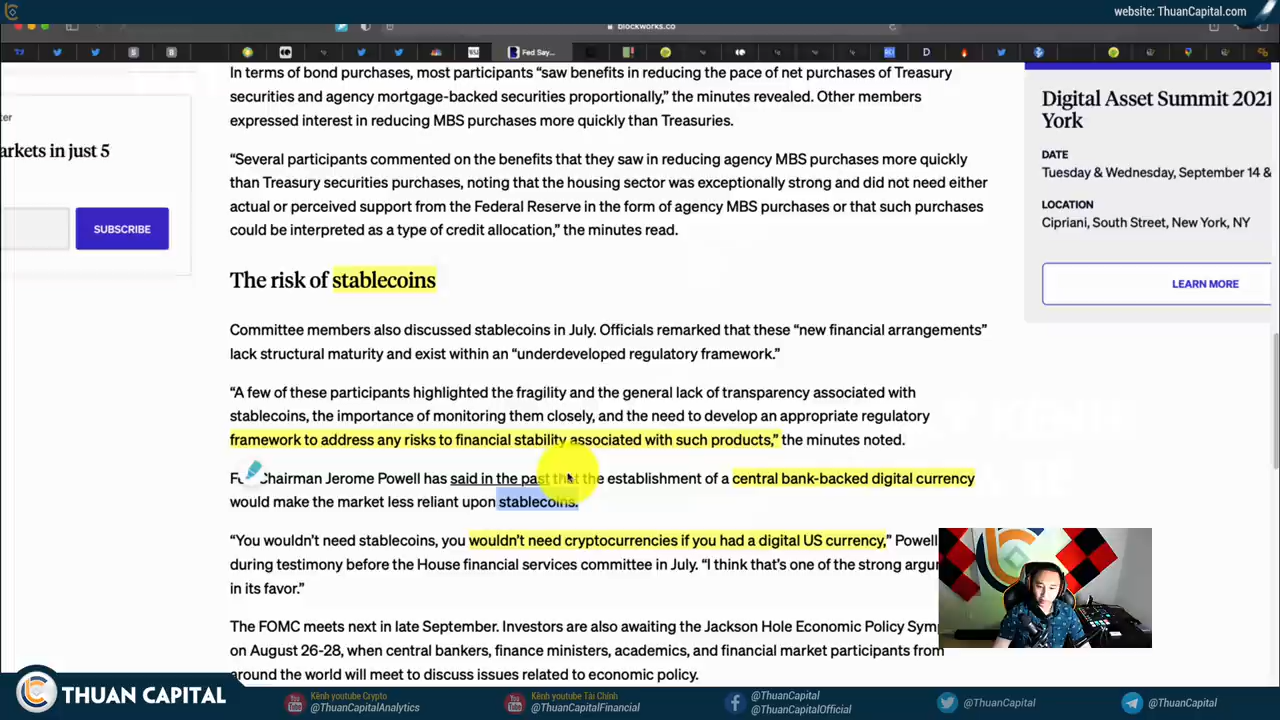 website: ThuanCapital.com
blockworks.co
Fed Say...
In terms of bond purchases, most participants “saw benefits in reducing the pace of net purchases of Treasury
securities and agency mortgage-backed securities proportionally,” the minutes revealed. Other members
expressed interest in reducing MBS purchases more quickly than Treasuries.
“Several participants commented on the benefits that they saw in reducing agency MBS purchases more quickly
than Treasury securities purchases, noting that the housing sector was exceptionally strong and did not need either
actual or perceived support from the Federal Reserve in the form of agency MBS purchases or that such purchases
could be interpreted as a type of credit allocation,” the minutes read.
The risk of stablecoins
Committee members also discussed stablecoins in July. Officials remarked that these “new financial arrangements”
lack structural maturity and exist within an “underdeveloped regulatory framework.”
“A few of these participants highlighted the fragility and the general lack of transparency associated with
stablecoins, the importance of monitoring them closely, and the need to develop an appropriate regulatory
framework to address any risks to financial stability associated with such products,” the minutes noted.
Chairman Jerome Powell has said in the past that the establishment of a central bank-backed digital currency
would make the market less reliant upon stablecoins.
“You wouldn’t need stablecoins, you wouldn’t need cryptocurrencies if you had a digital US currency,” Powell
during testimony before the House financial services committee in July. “I think that’s one of the strong
in its favor.”
The FOMC meets next in late September. Investors are also awaiting the Jackson Hole Economic Policy
on August 26-28, when central bankers, finance ministers, academics, and financial market participants from
around the world will meet to discuss issues related to economic policy.
ter
arkets in just 5
SUBSCRIBE
Digital Asset Summit 2021
York
DATE
Tuesday & Wednesday, September 14 &
LOCATION
Cipriani, South Street, New York, NY
LEARN MORE
THUAN CAPITAL
Kênh youtube Crypto
@ThuanCapitalAnalytics
Kênh youtube Tài Chính
@ThuanCapitalFinancial
@ThuanCapital
@ThuanCapitalOfficial
@ThuanCapital
@ThuanCapital